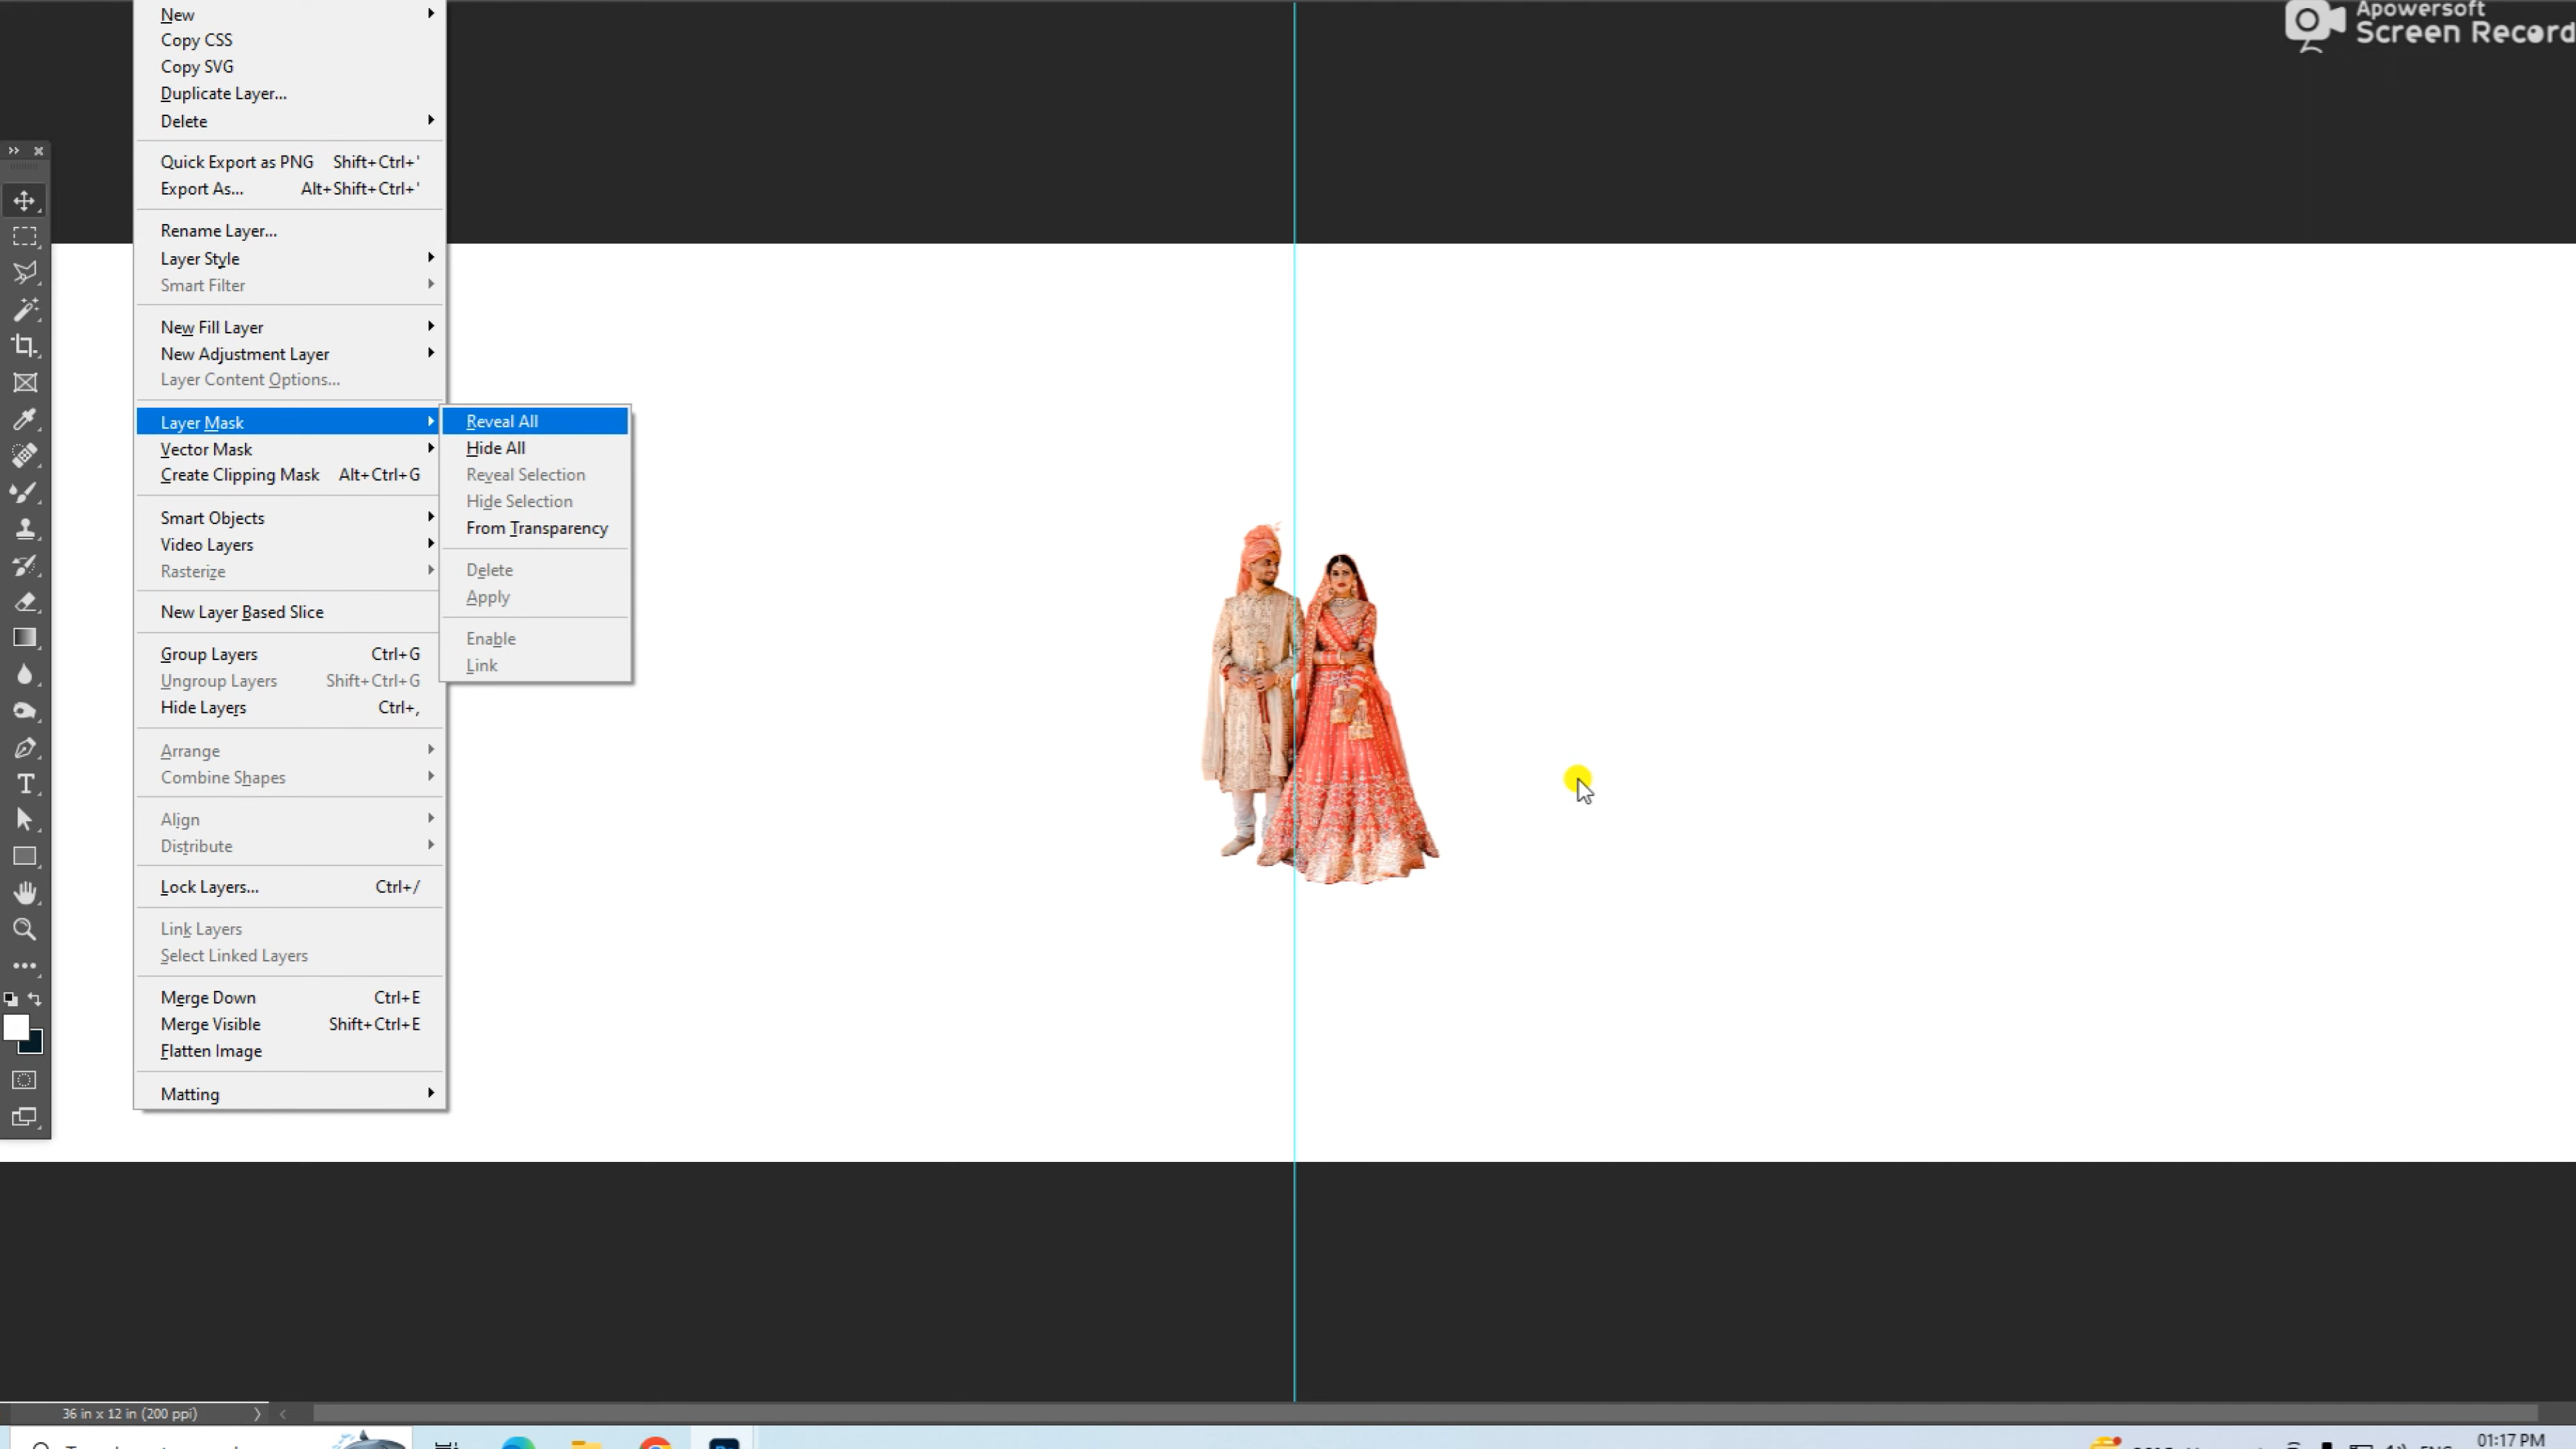 Apowersoft
Screen Record
New
Copy CSS
Copy SVG
Duplicate Layer...
Delete
Quick Export as PNG Shift+Ctrl+'
Export As... Alt+Shift+Ctrl+'
Rename Layer...
Layer Style
Smart Filter
New Fill Layer
New Adjustment Layer
Layer Content Options...
Layer Mask
Vector Mask
Create Clipping Mask Alt+Ctrl+G
Smart Objects
Video Layers
Rasterize
New Layer Based Slice
Group Layers Ctrl+G
Ungroup Layers Shift+Ctrl+G
Hide Layers Ctrl+,
Arrange
Combine Shapes
Align
Distribute
Lock Layers... Ctrl+/
Link Layers
Select Linked Layers
Merge Down Ctrl+E
Merge Visible Shift+Ctrl+E
Flatten Image
Matting
Reveal All
Hide All
Reveal Selection
Hide Selection
From Transparency
Delete
Apply
Enable
Link
36 in x 12 in (200 ppi)
01:17 PM